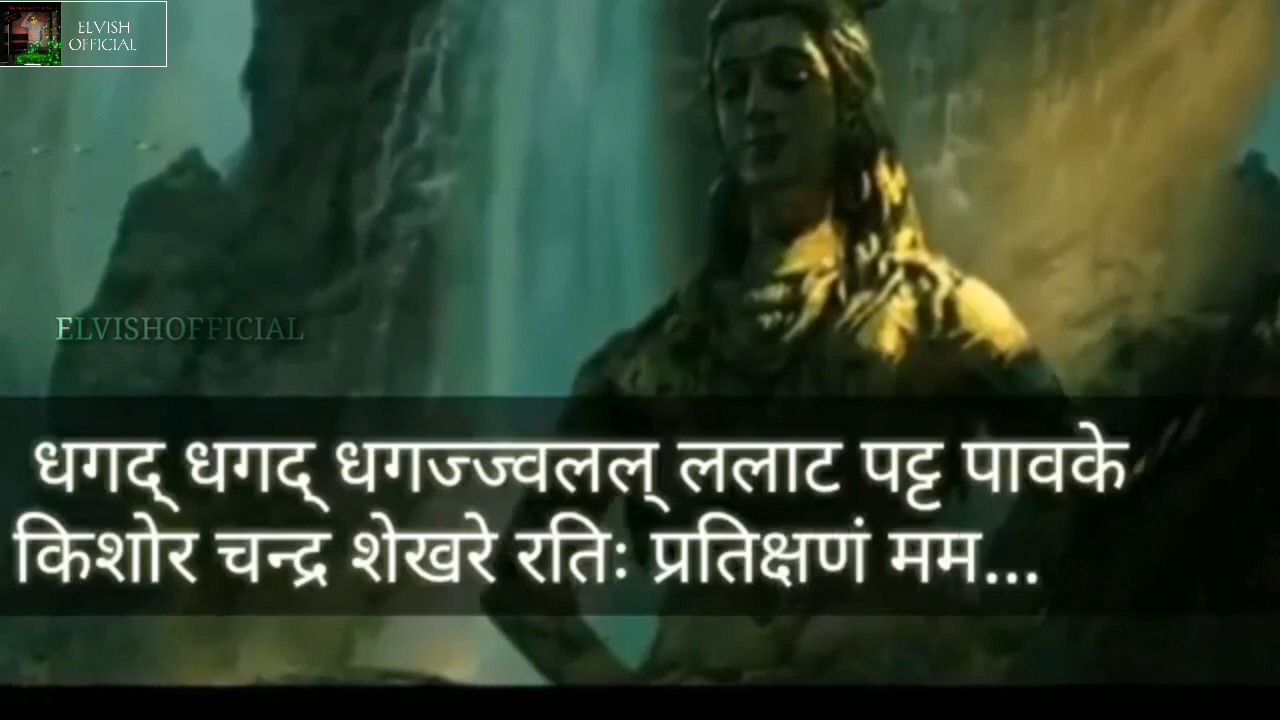 ELVISH
OFFICIAL
ELVISHOFFICIAL
धगद् धगद् धगज्ज्वलल् ललाट पट्ट पावके
किशोर चन्द्र शेखरे रतिः प्रतिक्षणं मम...